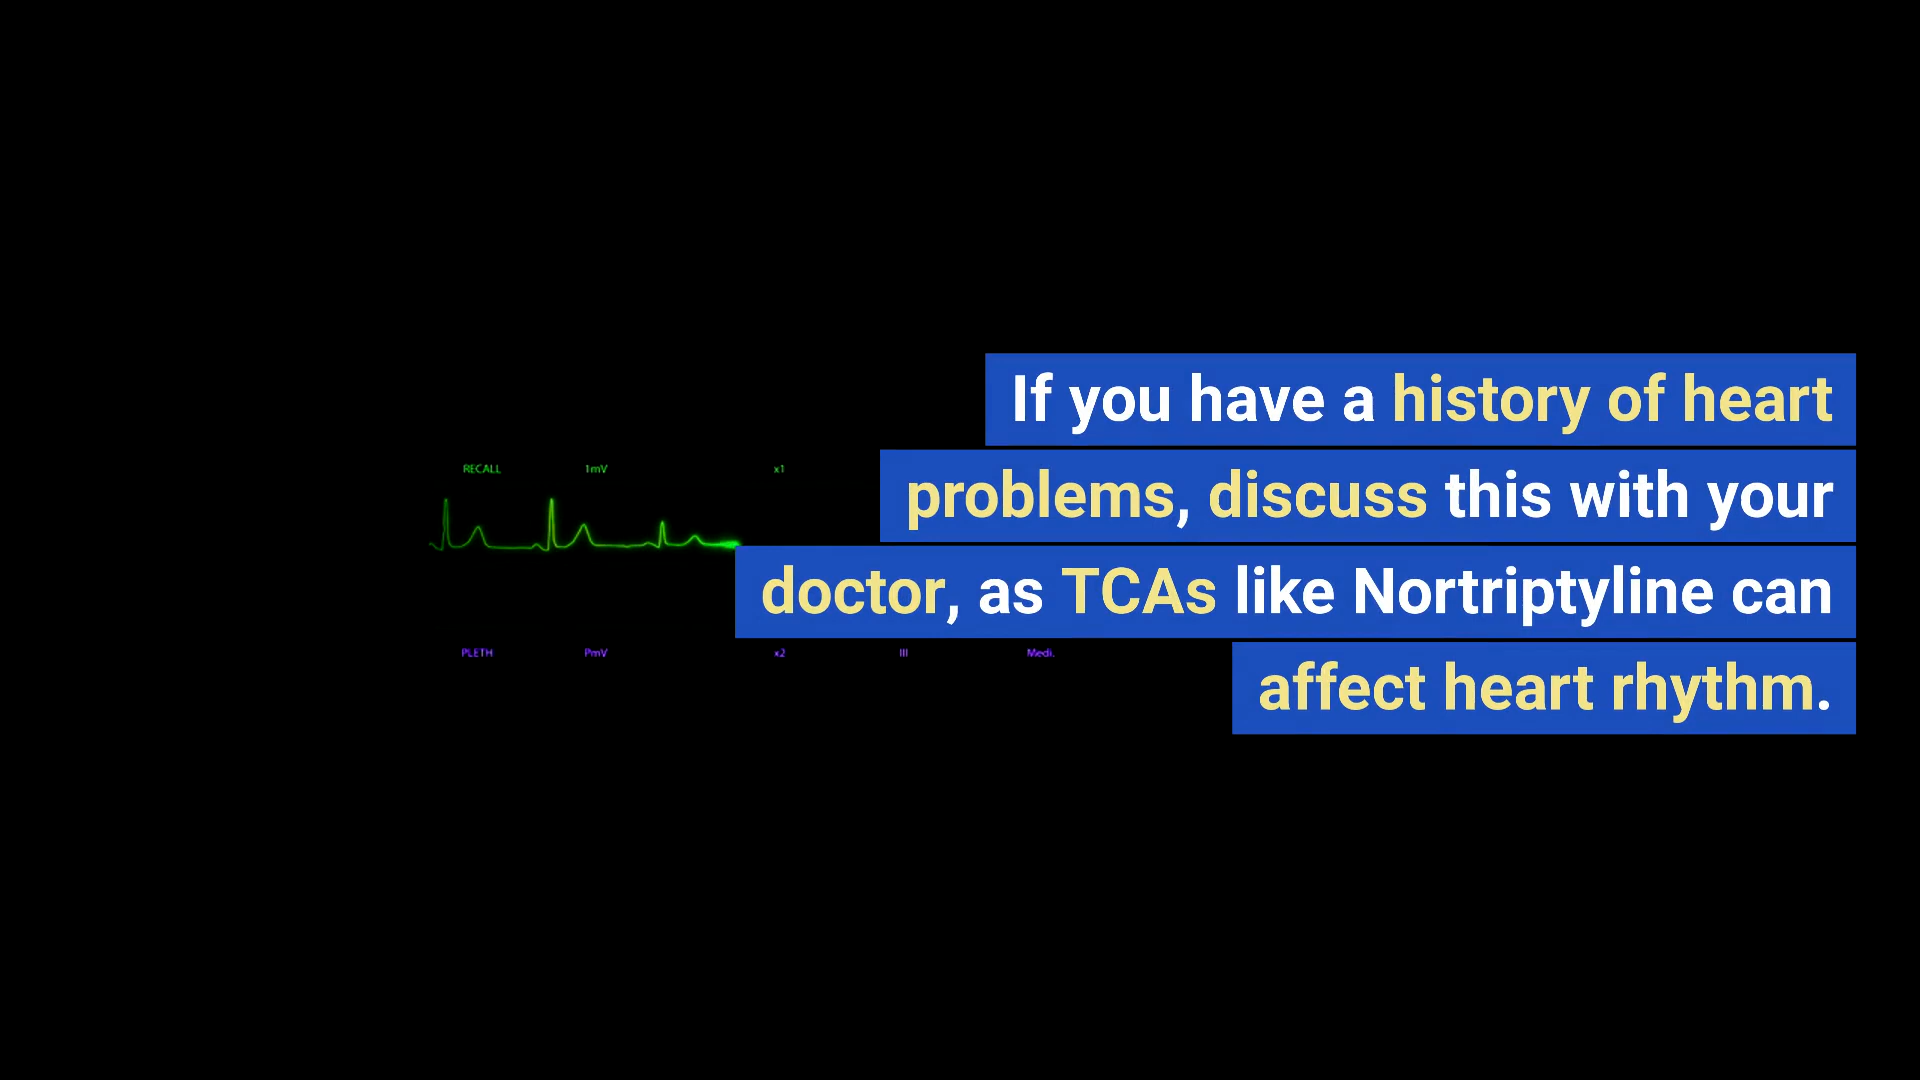 If you have a history of heart
problems, discuss this with your
doctor, as TCAs like Nortriptyline can
affect heart rhythm.
RECALL 1mV x1
PLETH PmV x2 III Medi.